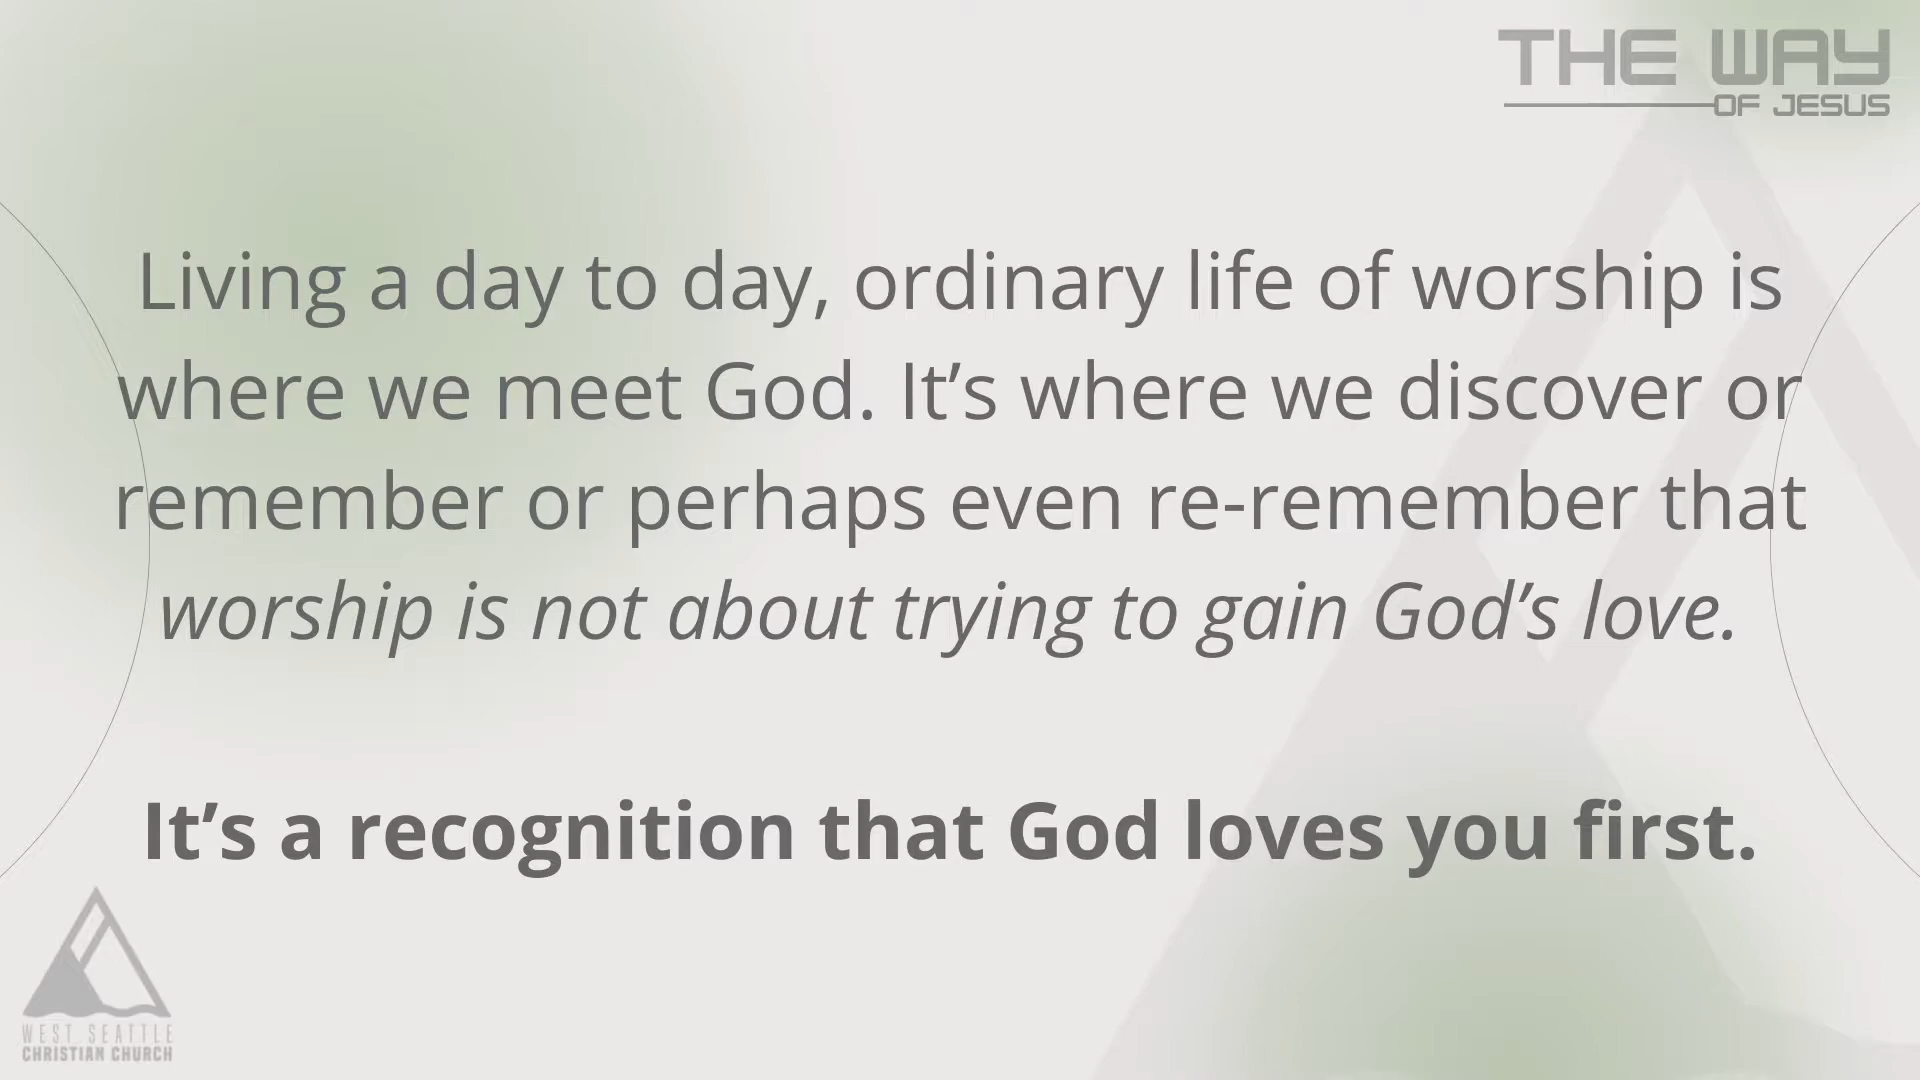 THE WAY
OF JESUS
Living a day to day, ordinary life of worship is
where we meet God. It’s where we discover or
remember or perhaps even re-remember that
worship is not about trying to gain God’s love.
It’s a recognition that God loves you first.
WEST SEATTLE
CHRISTIAN CHURCH